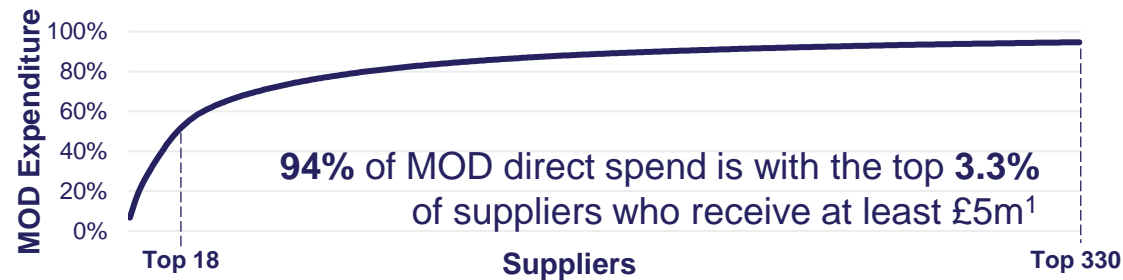 MOD Expenditure
100%
80%
60%
40%
20%
0%
94% of MOD direct spend is with the top 3.3%
of suppliers who receive at least £5m1
Top 18
Suppliers
Top 330